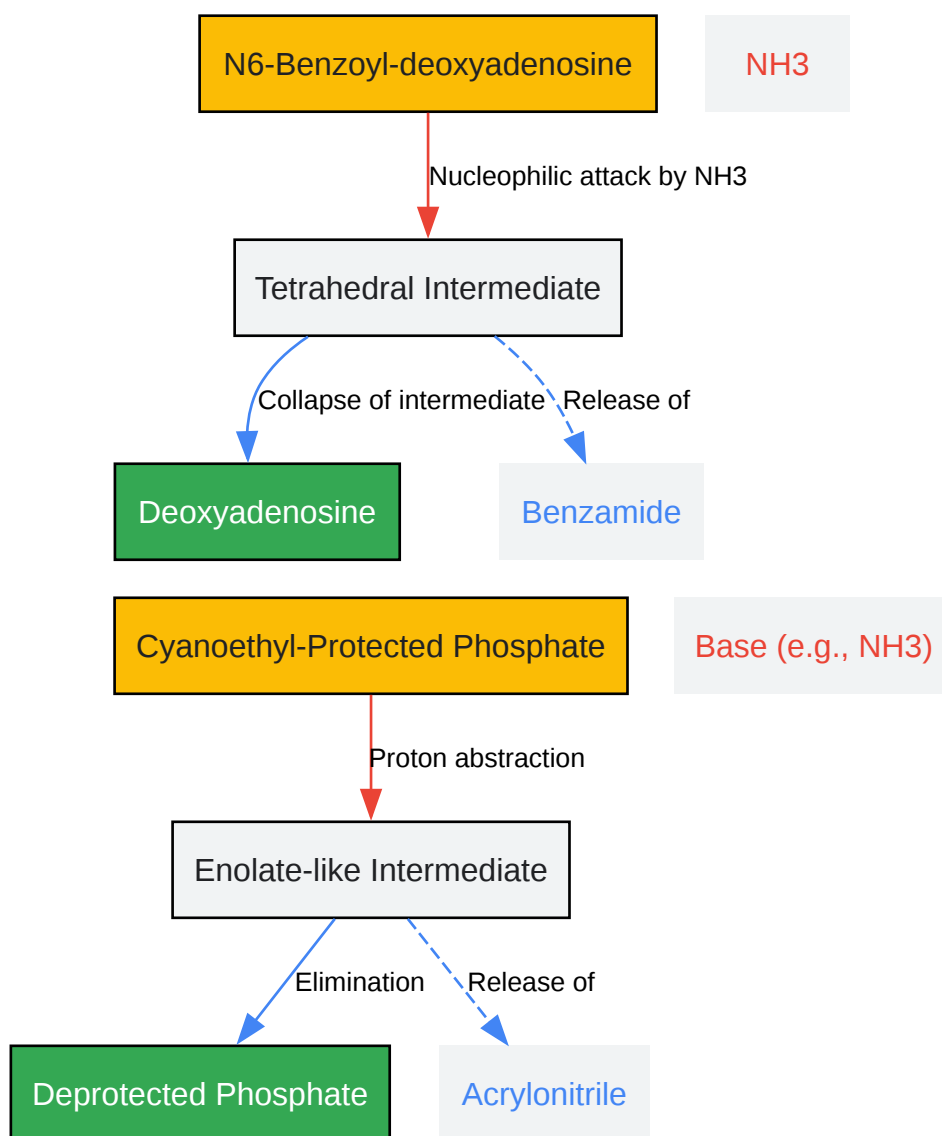 N6-Benzoyl-deoxyadenosine
NH3
Nucleophilic attack by NH3
Tetrahedral Intermediate
Collapse of intermediate
Release of
Deoxyadenosine
Benzamide
Cyanoethyl-Protected Phosphate
Base (e.g., NH3)
Proton abstraction
Enolate-like Intermediate
Elimination
Release of
Deprotected Phosphate
Acrylonitrile